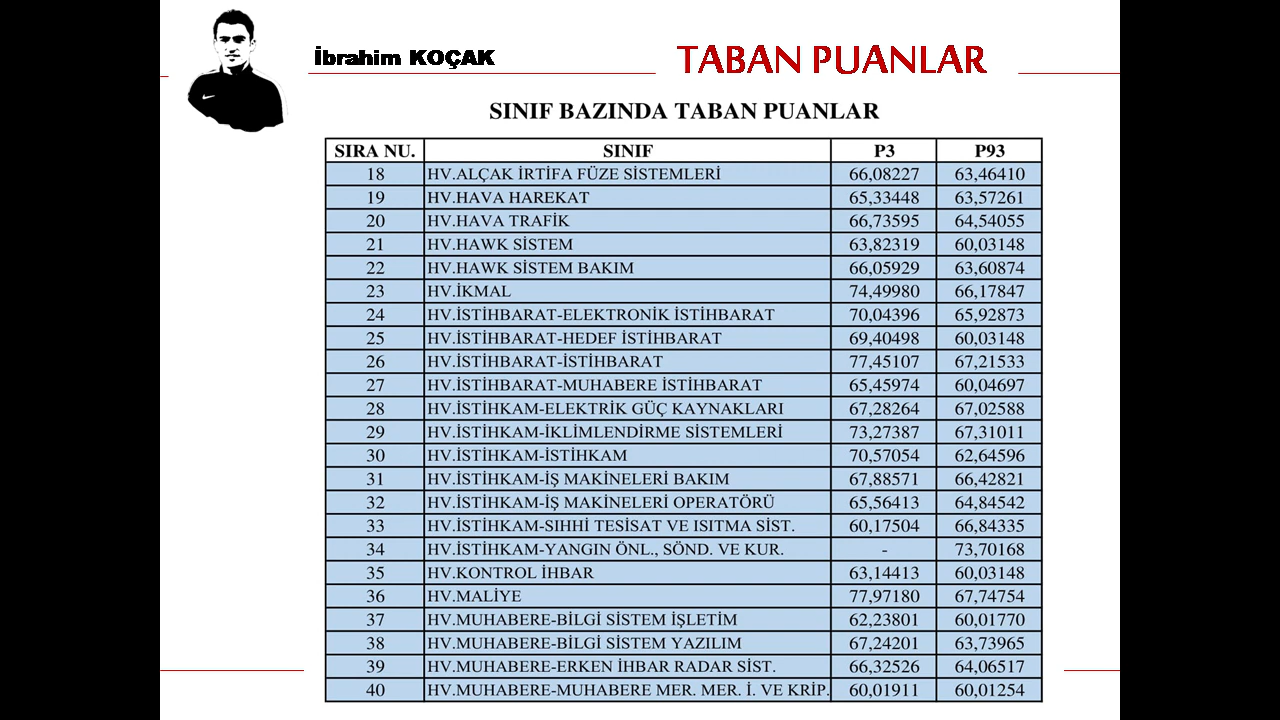 İbrahim KOÇAK
TABAN PUANLAR
SINIF BAZINDA TABAN PUANLAR
SIRA NU. SINIF P3 P93
18 HV.ALÇAK İRTİFA FÜZE SİSTEMLERİ 66,08227 63,46410
19 HV.HAVA HAREKAT 65,33448 63,57261
20 HV.HAVA TRAFİK 66,73595 64,54055
21 HV.HAWK SİSTEM 63,82319 60,03148
22 HV.HAWK SİSTEM BAKIM 66,05929 63,60874
23 HV.İKMAL 74,49980 66,17847
24 HV.İSTİHBARAT-ELEKTRONİK İSTİHBARAT 70,04396 65,92873
25 HV.İSTİHBARAT-HEDEF İSTİHBARAT 69,40498 60,03148
26 HV.İSTİHBARAT-İSTİHBARAT 77,45107 67,21533
27 HV.İSTİHBARAT-MUHABERE İSTİHBARAT 65,45974 60,04697
28 HV.İSTİHKAM-ELEKTRİK GÜÇ KAYNAKLARI 67,28264 67,02588
29 HV.İSTİHKAM-İKLİMLENDİRME SİSTEMLERİ 73,27387 67,31011
30 HV.İSTİHKAM-İSTİHKAM 70,57054 62,64596
31 HV.İSTİHKAM-İŞ MAKİNELERİ BAKIM 67,88571 66,42821
32 HV.İSTİHKAM-İŞ MAKİNELERİ OPERATÖRÜ 65,56413 64,84542
33 HV.İSTİHKAM-SIHHİ TESİSAT VE ISITMA SİST. 60,17504 66,84335
34 HV.İSTİHKAM-YANGIN ÖNL., SÖND. VE KUR. - 73,70168
35 HV.KONTROL İHBAR 63,14413 60,03148
36 HV.MALİYE 77,97180 67,74754
37 HV.MUHABERE-BİLGİ SİSTEM İŞLETİM 62,23801 60,01770
38 HV.MUHABERE-BİLGİ SİSTEM YAZILIM 67,24201 63,73965
39 HV.MUHABERE-ERKEN İHBAR RADAR SİST. 66,32526 64,06517
40 HV.MUHABERE-MUHABERE MER. MER. İ. VE KRİP. 60,01911 60,01254